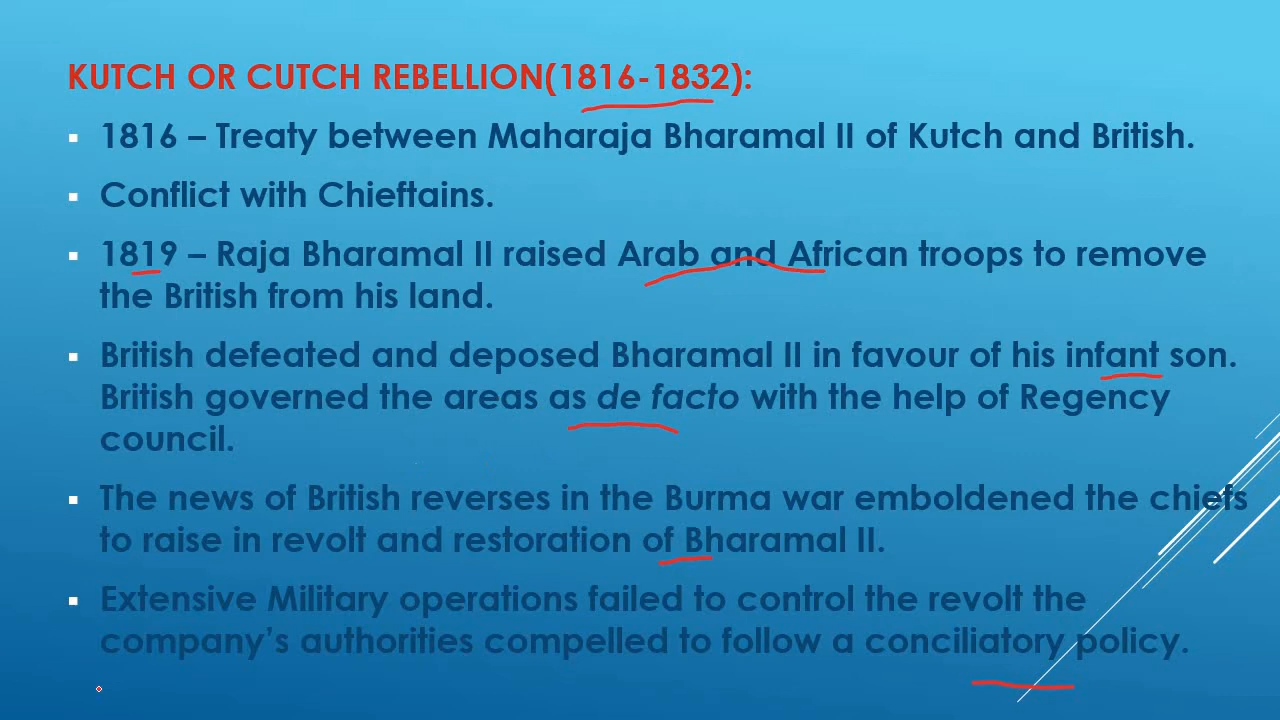 KUTCH OR CUTCH REBELLION(1816-1832):
▪ 1816 – Treaty between Maharaja Bharamal II of Kutch and British.
▪ Conflict with Chieftains.
▪ 1819 – Raja Bharamal II raised Arab and African troops to remove
the British from his land.
▪ British defeated and deposed Bharamal II in favour of his infant son.
British governed the areas as de facto with the help of Regency
council.
▪ The news of British reverses in the Burma war emboldened the chiefs
to raise in revolt and restoration of Bharamal II.
▪ Extensive Military operations failed to control the revolt the
company’s authorities compelled to follow a conciliatory policy.